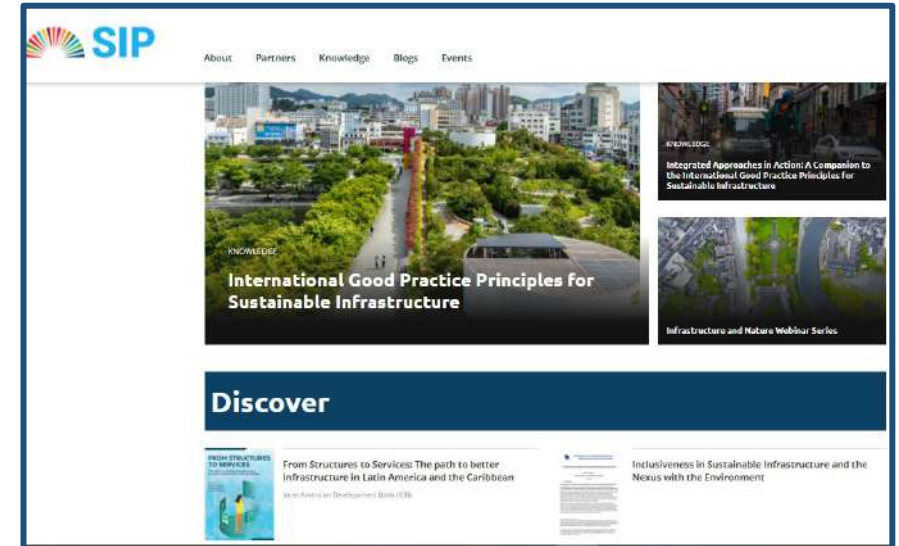 SIP
About Partners Knowledge Blogs Events
KNOWLEDGE
International Good Practice Principles for
Sustainable Infrastructure
KNOWLEDGE
Integrated Approaches in Action: A Companion to
the International Good Practice Principles for
Sustainable Infrastructure
Infrastructure and Nature Webinar Series
Discover
FROM STRUCTURES
TO SERVICES
From Structures to Services: The path to better
infrastructure in Latin America and the Caribbean
Inter-American Development Bank (IDB)
Inclusiveness in Sustainable Infrastructure and the
Nexus with the Environment